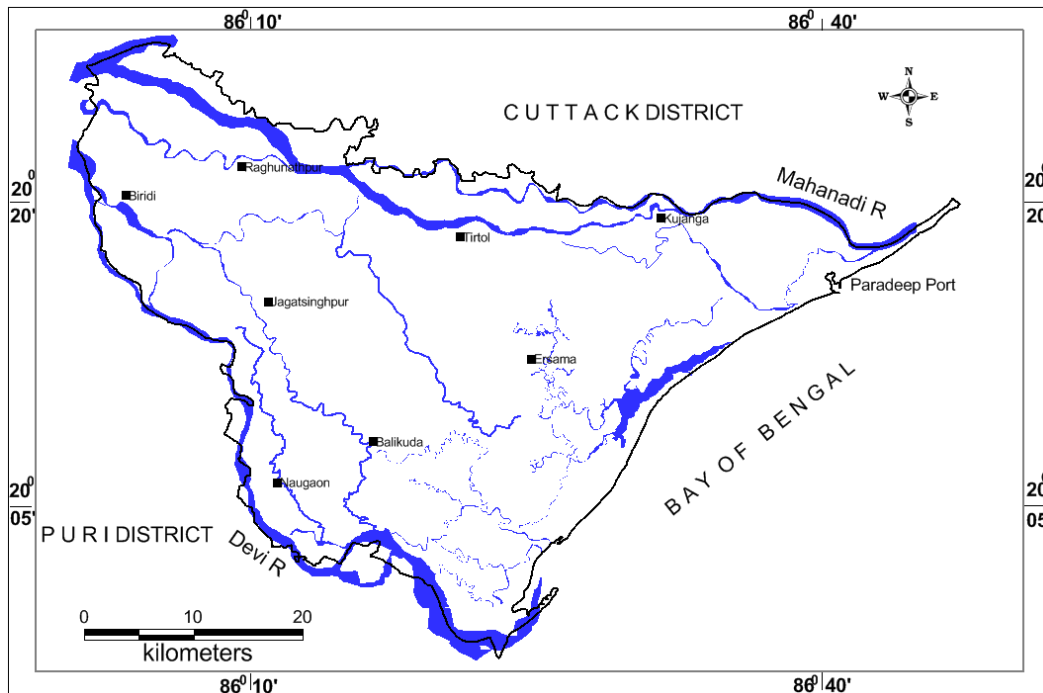 86⁰ 10' 86⁰ 40'
N
W E
S
CUTTACK DISTRICT
Raghunathpur
20⁰ 20⁰
Biridi
Mahanadi R
20' 20
Kujanga
Tirtol
Paradeep Port
Jagatsinghpur
Ersama
BAY OF BENGAL
Balikuda
Naugaon
20⁰ 20⁰
05' 05
PURI DISTRICT
Devi R
0 10 20
kilometers
86⁰ 10' 86⁰ 40'